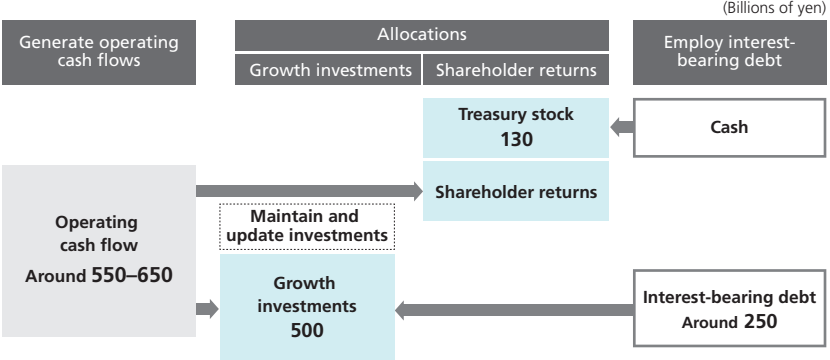 (Billions of yen)
Generate operating
cash flows
Allocations
Growth investments
Shareholder returns
Employ interest-
bearing debt
Treasury stock
130
Cash
Shareholder returns
Operating
cash flow
Around 550–650
Maintain and
update investments
Growth
investments
500
Interest-bearing debt
Around 250